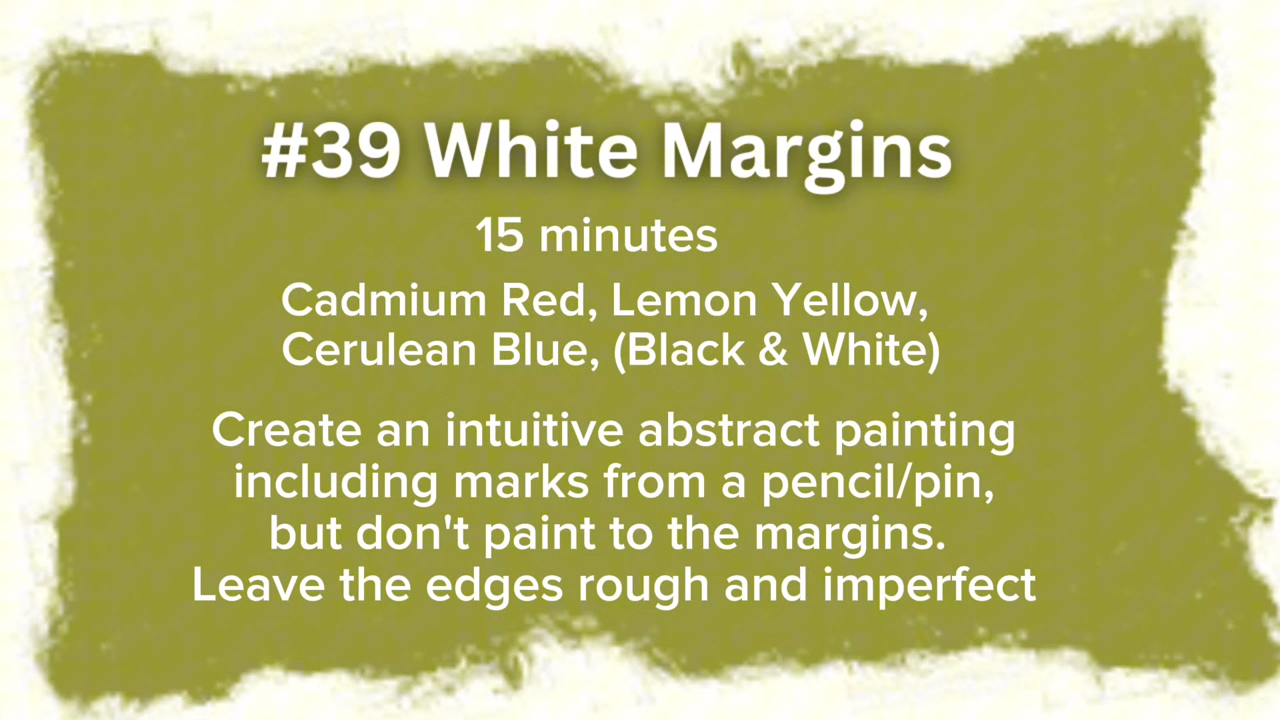 #39 White Margins
15 minutes
Cadmium Red, Lemon Yellow,
Cerulean Blue, (Black & White)
Create an intuitive abstract painting
including marks from a pencil/pin,
but don't paint to the margins.
Leave the edges rough and imperfect